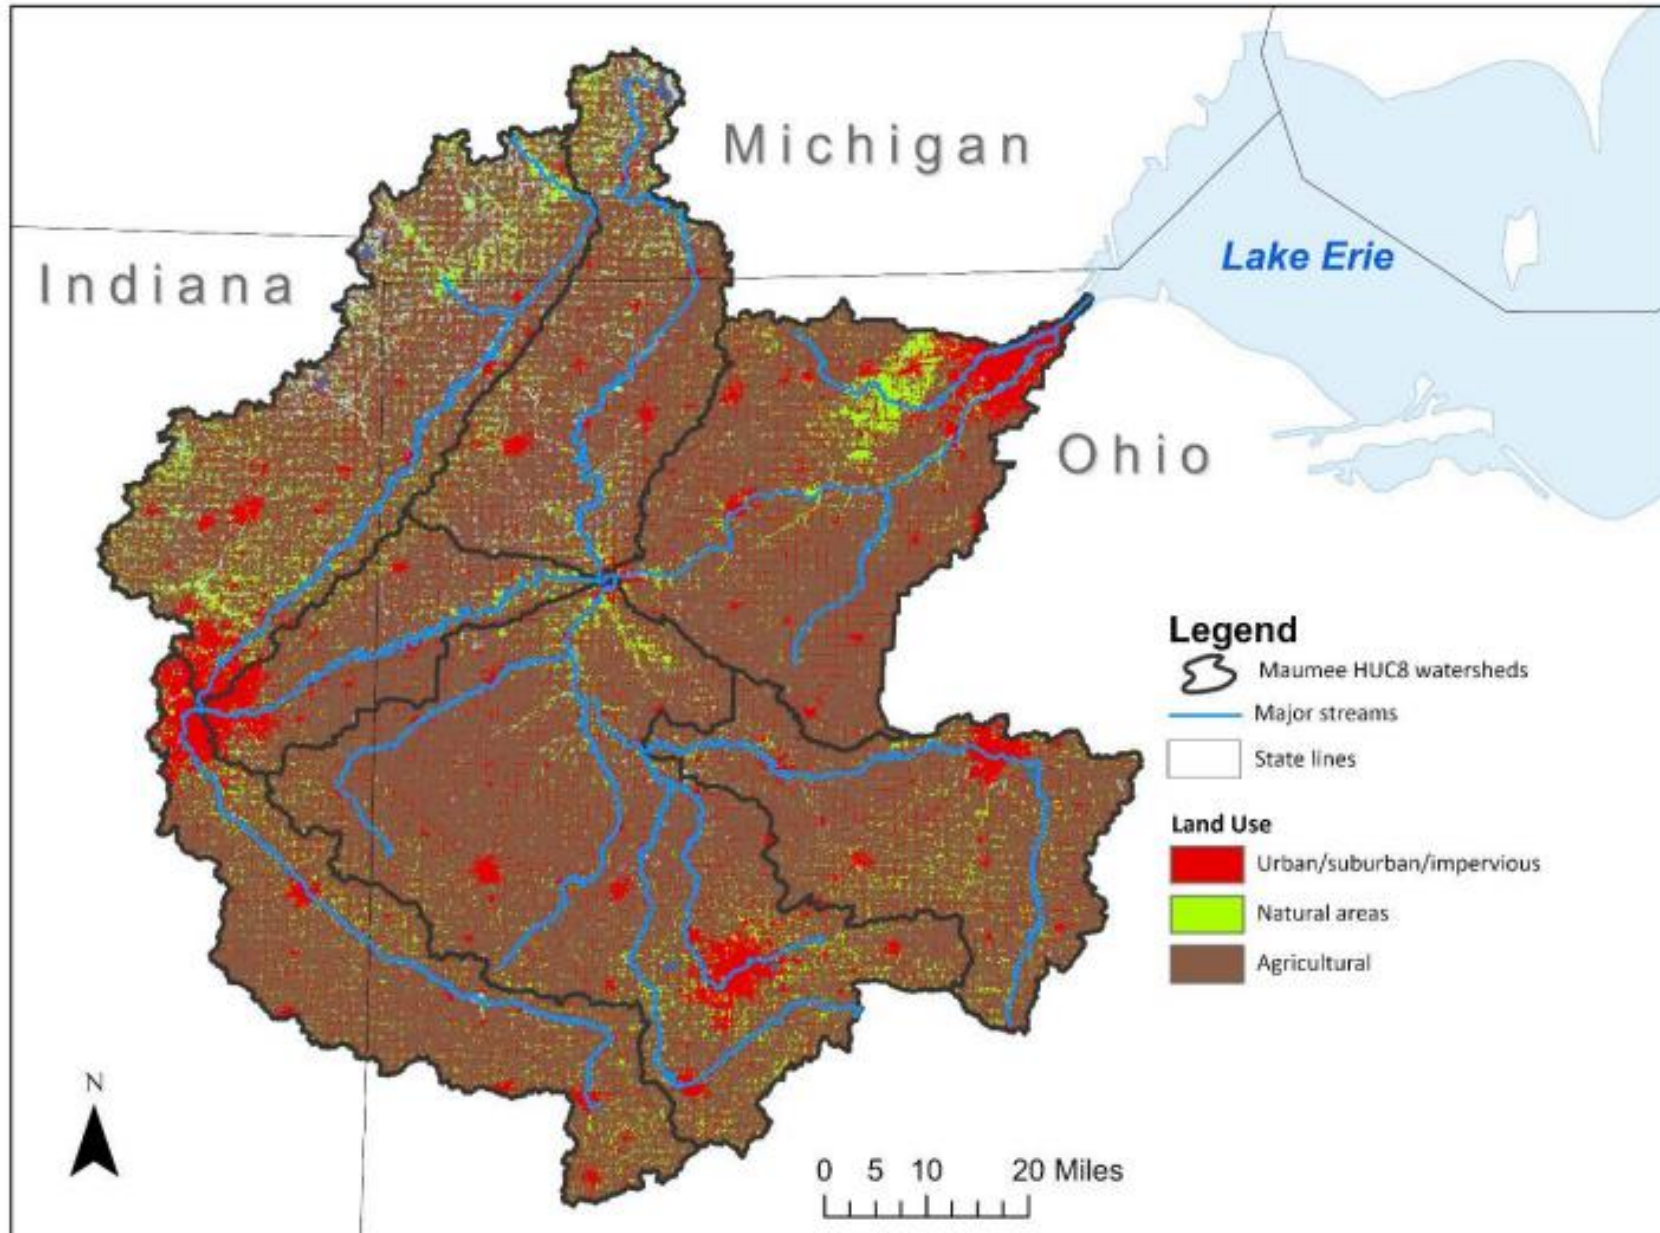 Michigan
Indiana
Lake Erie
Ohio
Legend
Maumee HUC8 watersheds
Major streams
State lines
Land Use
Urban/suburban/impervious
Natural areas
Agricultural
N
0 5 10 20 Miles